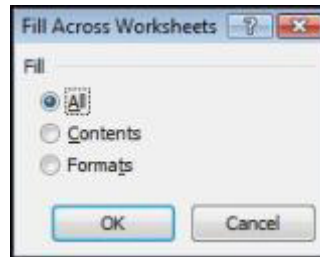 Fill Across Worksheets
Fill
All
Contents
Formats
OK
Cancel